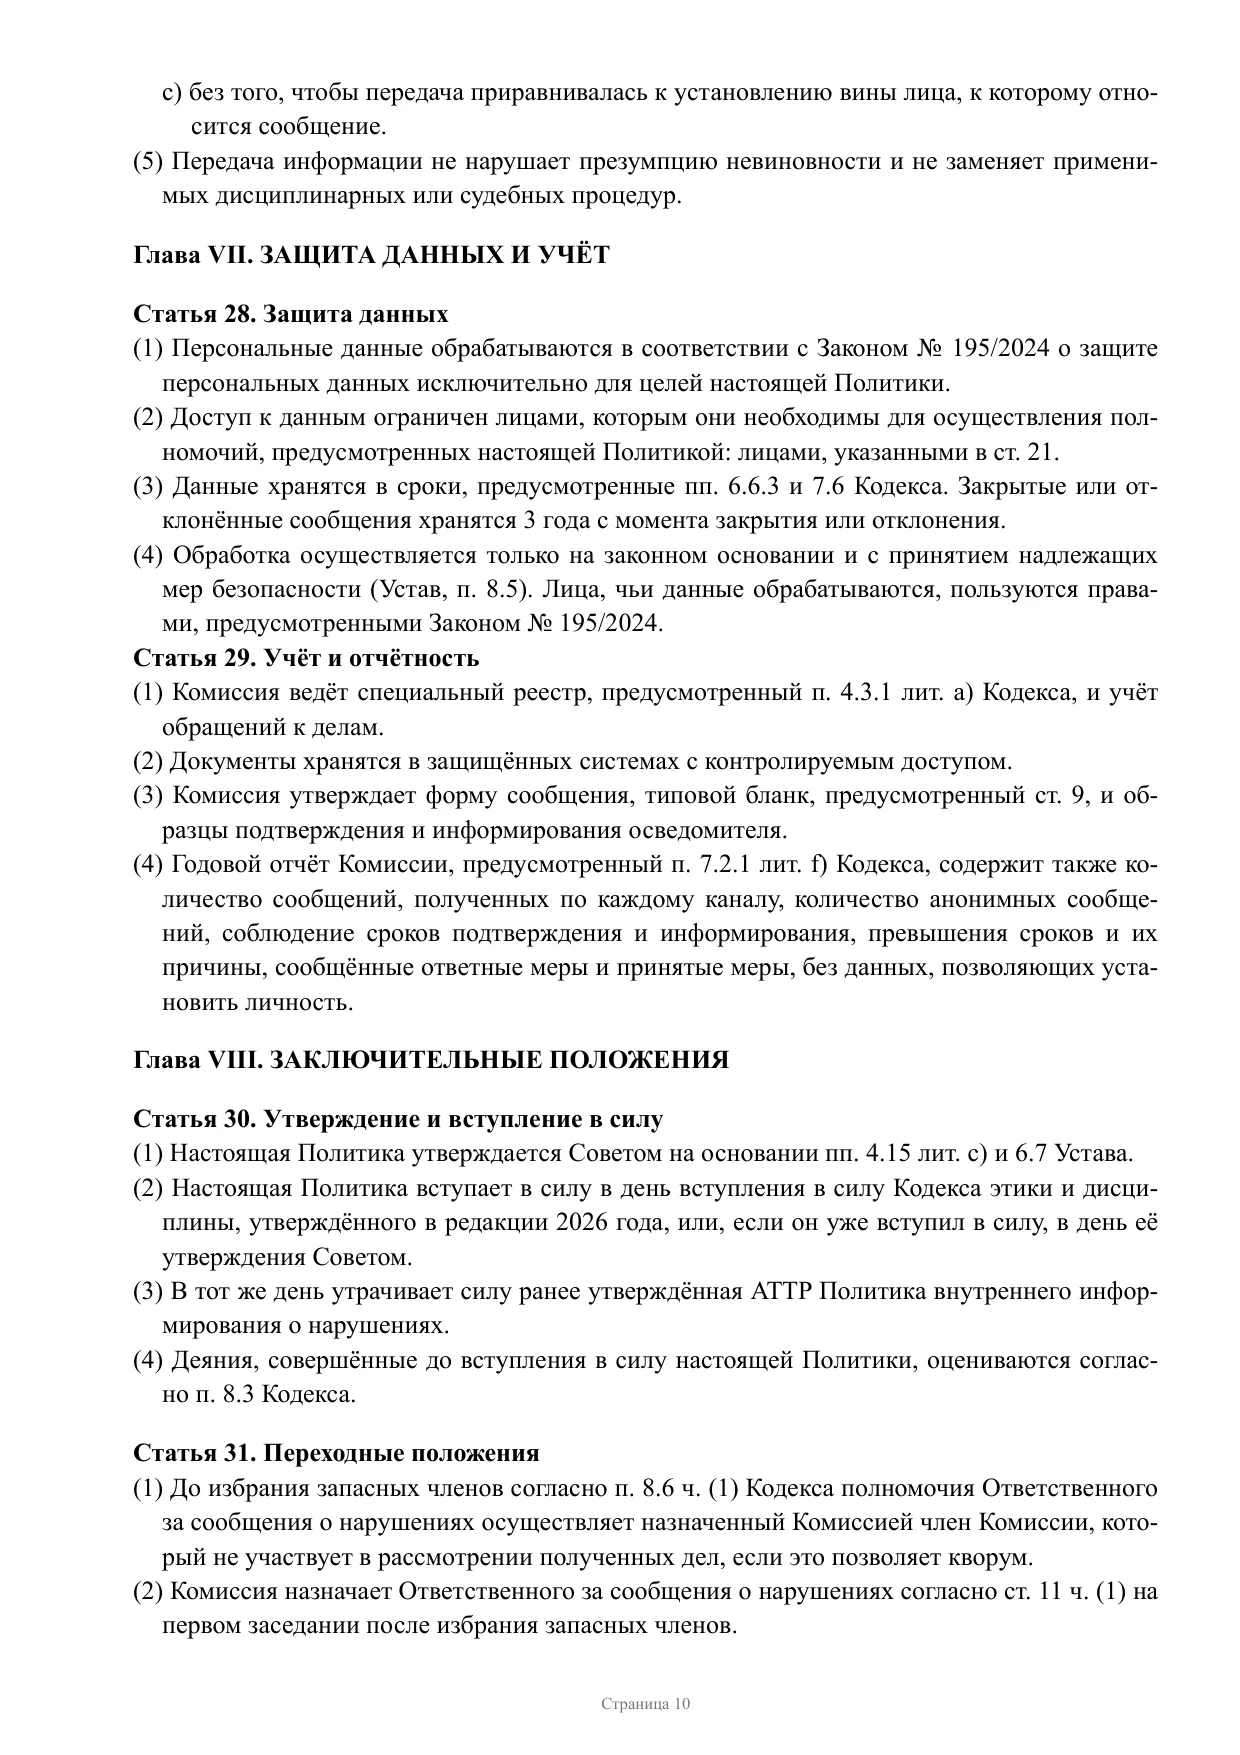 c) без того, чтобы передача приравнивалась к установлению вины лица, к которому отно-
сится сообщение.
(5) Передача информации не нарушает презумпцию невиновности и не заменяет примени-
мых дисциплинарных или судебных процедур.
Глава VII. ЗАЩИТА ДАННЫХ И УЧЁТ
Статья 28. Защита данных
(1) Персональные данные обрабатываются в соответствии с Законом № 195/2024 о защите
персональных данных исключительно для целей настоящей Политики.
(2) Доступ к данным ограничен лицами, которым они необходимы для осуществления пол-
номочий, предусмотренных настоящей Политикой: лицами, указанными в ст. 21.
(3) Данные хранятся в сроки, предусмотренные пп. 6.6.3 и 7.6 Кодекса. Закрытые или от-
клонённые сообщения хранятся 3 года с момента закрытия или отклонения.
(4) Обработка осуществляется только на законном основании и с принятием надлежащих
мер безопасности (Устав, п. 8.5). Лица, чьи данные обрабатываются, пользуются права-
ми, предусмотренными Законом № 195/2024.
Статья 29. Учёт и отчётность
(1) Комиссия ведёт специальный реестр, предусмотренный п. 4.3.1 лит. a) Кодекса, и учёт
обращений к делам.
(2) Документы хранятся в защищённых системах с контролируемым доступом.
(3) Комиссия утверждает форму сообщения, типовой бланк, предусмотренный ст. 9, и об-
разцы подтверждения и информирования осведомителя.
(4) Годовой отчёт Комиссии, предусмотренный п. 7.2.1 лит. f) Кодекса, содержит также ко-
личество сообщений, полученных по каждому каналу, количество анонимных сообще-
ний, соблюдение сроков подтверждения и информирования, превышения сроков и их
причины, сообщённые ответные меры и принятые меры, без данных, позволяющих уста-
новить личность.
Глава VIII. ЗАКЛЮЧИТЕЛЬНЫЕ ПОЛОЖЕНИЯ
Статья 30. Утверждение и вступление в силу
(1) Настоящая Политика утверждается Советом на основании пп. 4.15 лит. c) и 6.7 Устава.
(2) Настоящая Политика вступает в силу в день вступления в силу Кодекса этики и дисци-
плины, утверждённого в редакции 2026 года, или, если он уже вступил в силу, в день её
утверждения Советом.
(3) В тот же день утрачивает силу ранее утверждённая АТТР Политика внутреннего инфор-
мирования о нарушениях.
(4) Деяния, совершённые до вступления в силу настоящей Политики, оцениваются соглас-
но п. 8.3 Кодекса.
Статья 31. Переходные положения
(1) До избрания запасных членов согласно п. 8.6 ч. (1) Кодекса полномочия Ответственного
за сообщения о нарушениях осуществляет назначенный Комиссией член Комиссии, кото-
рый не участвует в рассмотрении полученных дел, если это позволяет кворум.
(2) Комиссия назначает Ответственного за сообщения о нарушениях согласно ст. 11 ч. (1) на
первом заседании после избрания запасных членов.
Страница 10